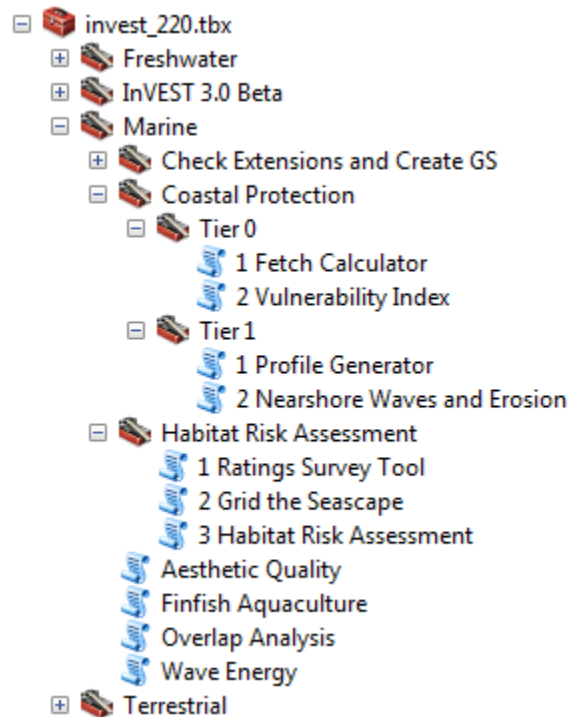 invest_220.tbx
Freshwater
InVEST 3.0 Beta
Marine
Check Extensions and Create GS
Coastal Protection
Tier 0
1 Fetch Calculator
2 Vulnerability Index
Tier 1
1 Profile Generator
2 Nearshore Waves and Erosion
Habitat Risk Assessment
1 Ratings Survey Tool
2 Grid the Seascape
3 Habitat Risk Assessment
Aesthetic Quality
Finfish Aquaculture
Overlap Analysis
Wave Energy
Terrestrial